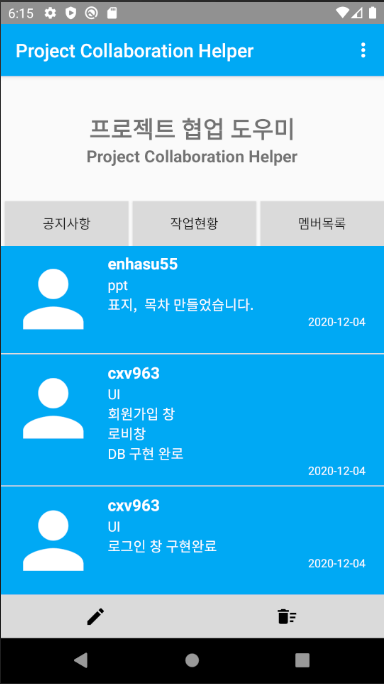 6:15
Project Collaboration Helper
프로젝트 협업 도우미
Project Collaboration Helper
공지사항 작업현황 멤버목록
enhasu55
ppt
표지, 목차 만들었습니다.
2020-12-04
cxv963
UI
회원가입 창
로비창
DB 구현 완로
2020-12-04
cxv963
UI
로그인 창 구현완료
2020-12-04